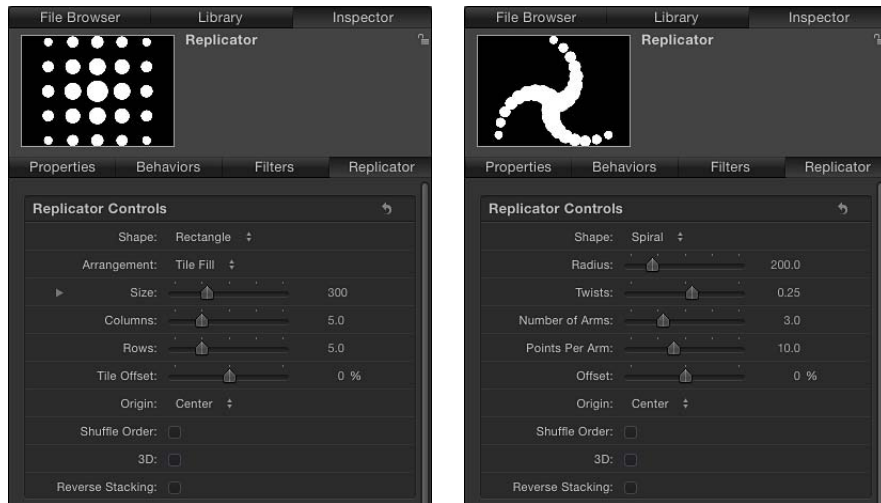 File Browser Library Inspector
Replicator
Properties Behaviors Filters Replicator
Replicator Controls
Shape: Rectangle
Arrangement: Tile Fill
Size: 300
Columns: 5.0
Rows: 5.0
Tile Offset: 0 %
Origin: Center
Shuffle Order:
3D:
Reverse Stacking:
File Browser Library Inspector
Replicator
Properties Behaviors Filters Replicator
Replicator Controls
Shape: Spiral
Radius: 200.0
Twists: 0.25
Number of Arms: 3.0
Points Per Arm: 10.0
Offset: 0 %
Origin: Center
Shuffle Order:
3D:
Reverse Stacking: